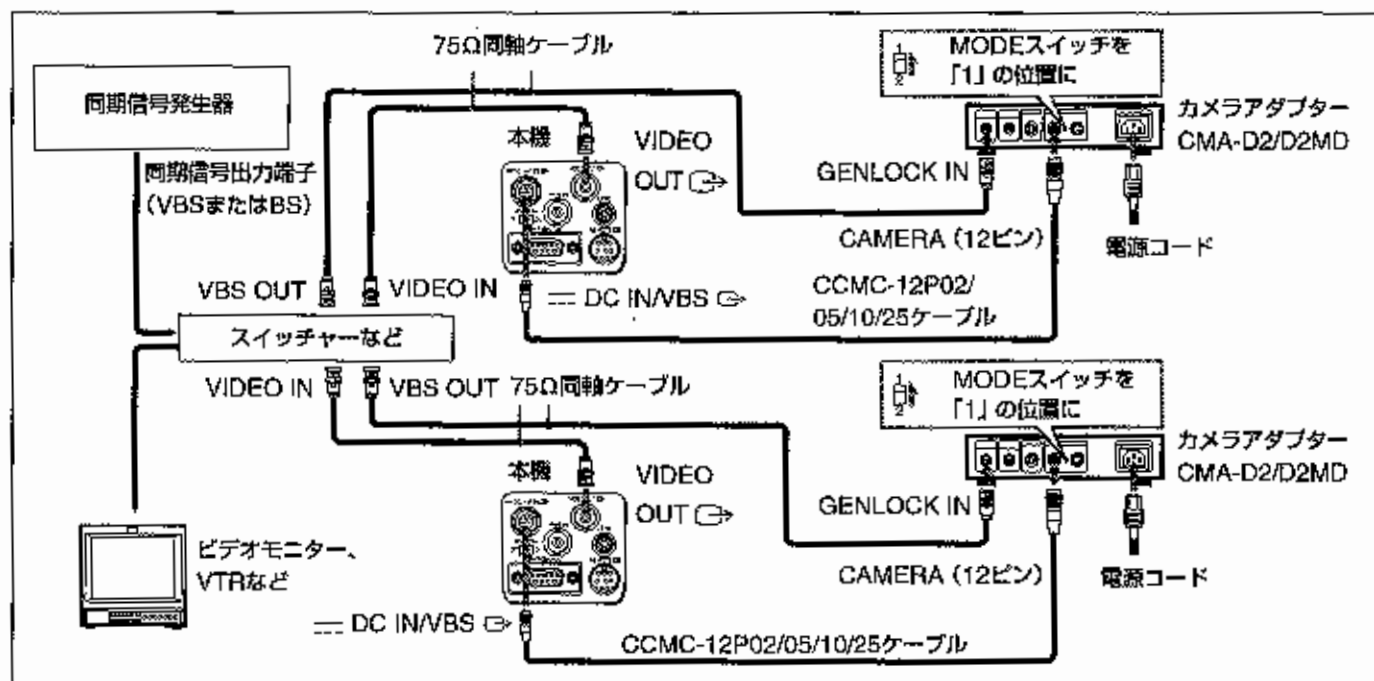 75Ω同軸ケーブル
MODEスイッチを
「1」の位置に
1
2
同期信号発生器
カメラアダプター
CMA-D2/D2MD
本機
VIDEO
OUT
GENLOCK IN
同期信号出力端子
(VBSまたはBS)
CAMERA (12ピン)
電源コード
VBS OUT
VIDEO IN
DC IN/VBS
CCMC-12P02/
05/10/25ケーブル
スイッチャーなど
VIDEO IN
VBS OUT
75Ω同軸ケーブル
MODEスイッチを
「1」の位置に
1
2
カメラアダプター
CMA-D2/D2MD
本機
VIDEO
OUT
GENLOCK IN
ビデオモニター、
VTRなど
CAMERA (12ピン)
電源コード
DC IN/VBS
CCMC-12P02/05/10/25ケーブル